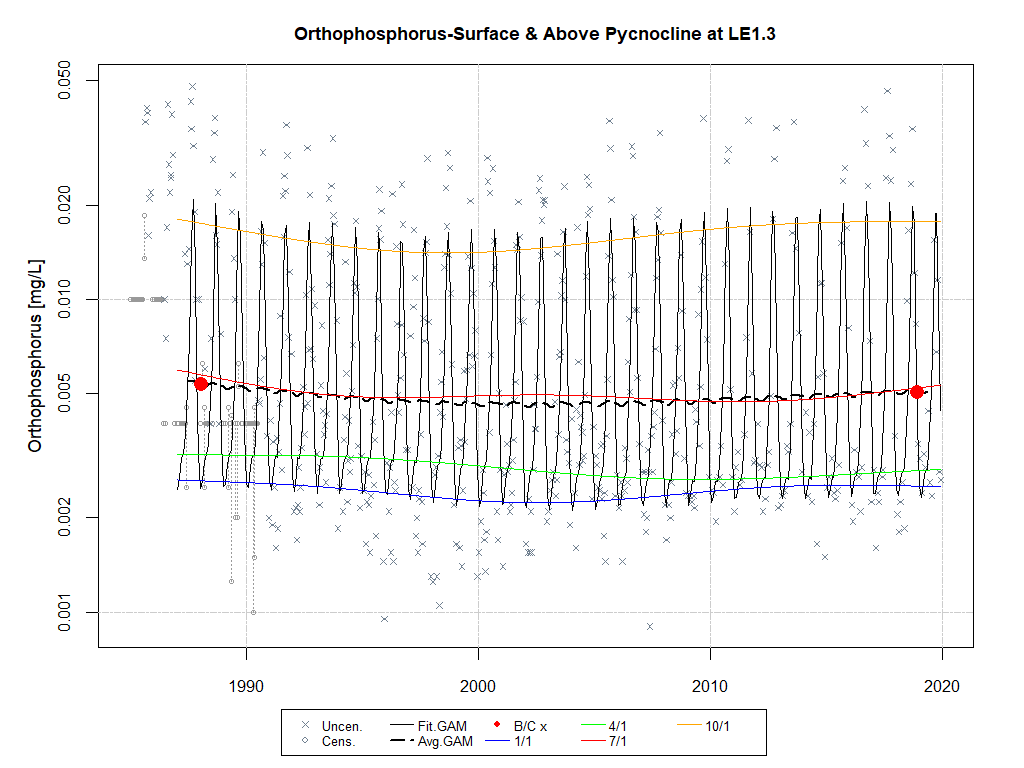 Orthophosphorus-Surface & Above Pycnocline at LE1.3
Orthophosphorus [mg/L]
0.050
0.020
0.010
0.005
0.002
0.001
1990 2000 2010 2020
Uncen. Fit.GAM B/C x 4/1 10/1
Cens. Avg.GAM 1/1 7/1